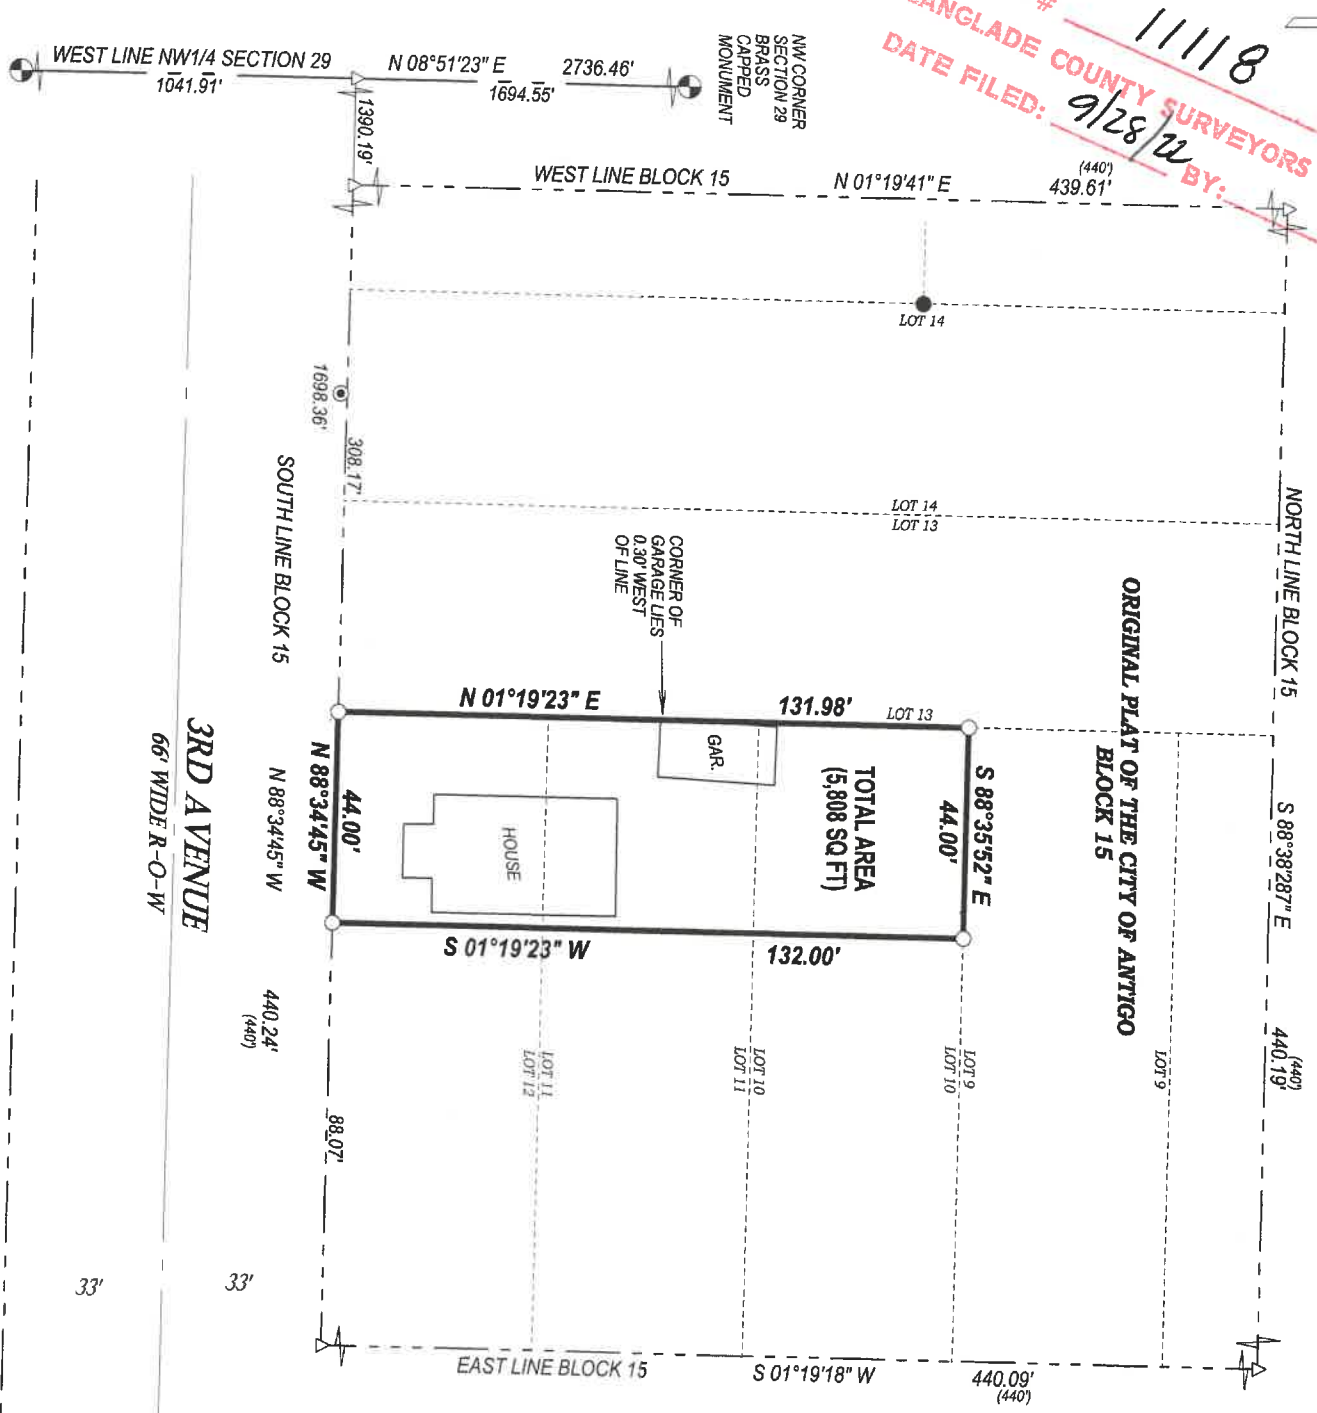 # 11118
LANGLADE COUNTY SURVEYORS
DATE FILED: 9/28/22 BY:
NW CORNER
SECTION 29
BRASS
CAPPED
MONUMENT
WEST LINE NW1/4 SECTION 29
1041.91'
N 08°51'23" E
2736.46'
1694.55'
1390.19'
WEST LINE BLOCK 15
N 01°19'41" E
(440')
439.61'
LOT 14
1698.36'
308.17'
SOUTH LINE BLOCK 15
LOT 14
LOT 13
NORTH LINE BLOCK 15
S 88°38'287" E
(440')
440.19'
ORIGINAL PLAT OF THE CITY OF ANTIGO
BLOCK 15
CORNER OF
GARAGE LIES
0.30' WEST
OF LINE
N 01°19'23" E
131.98'
LOT 13
GAR.
HOUSE
TOTAL AREA
(5,808 SQ FT)
S 88°35'52" E
44.00'
44.00'
N 88°34'45" W
S 01°19'23" W
132.00'
N 88°34'45" W
440.24'
(440')
3RD AVENUE
66' WIDE R-O-W
88.07'
LOT 11
LOT 12
LOT 10
LOT 11
LOT 9
LOT 10
LOT 9
33'
33'
EAST LINE BLOCK 15
S 01°19'18" W
440.09'
(440')